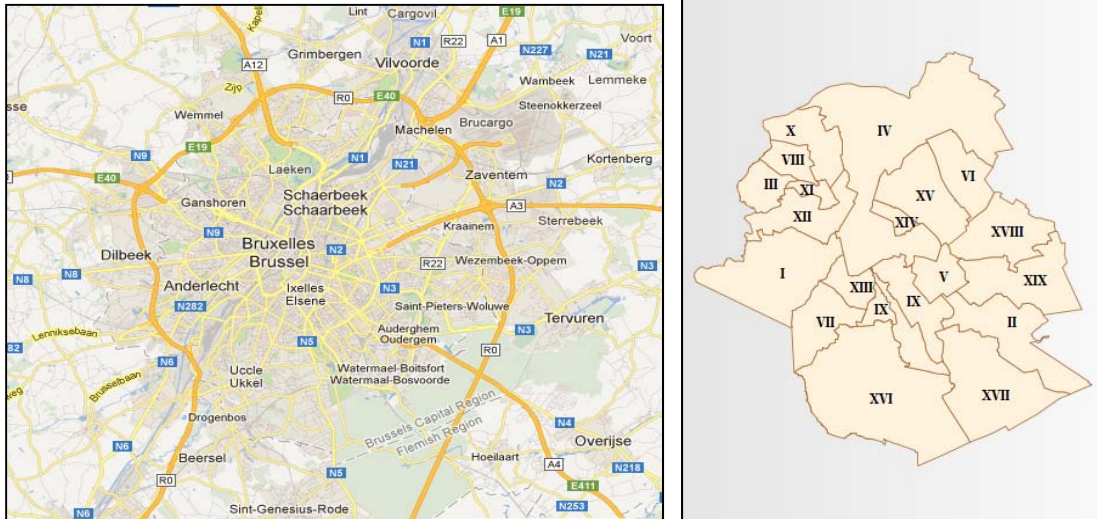 Kapel
Lint
Cargovil
E19
N1
R22
A1
N227
Voort
N21
Grimbergen
A12
Vilvoorde
Zijp
R0
E40
Wambeek
Lemmeke
Steenokkerzeel
sse
Wemmel
Machelen
Brucargo
E19
N9
N1
N21
Kortenberg
E40
Laeken
Zaventem
N2
Ganshoren
Schaerbeek
Schaarbeek
A3
Sterrebeek
N9
Kraainem
Bruxelles
Brussel
N2
Dilbeek
R22
Wezembeek-Oppem
N3
N8
N8
Anderlecht
Ixelles
Elsene
N3
N282
Saint-Pieters-Woluwe
Tervuren
Lenniksebaan
Auderghem
Oudergem
N3
82
N5
R0
N6
Watermael-Boitsfort
Watermaal-Bosvoorde
Uccle
Ukkel
Brusselbaan
weg
Drogenbos
Brussels Capital Region
Flemish Region
N4
Overijse
N6
Beersel
Hoeilaart
A4
N218
R0
N5
E411
N253
N6
Sint-Genesius-Rode
X
IV
VIII
VI
III
XI
XV
XII
XIV
XVIII
I
XIII
V
XIX
IX
IX
VII
II
XVI
XVII